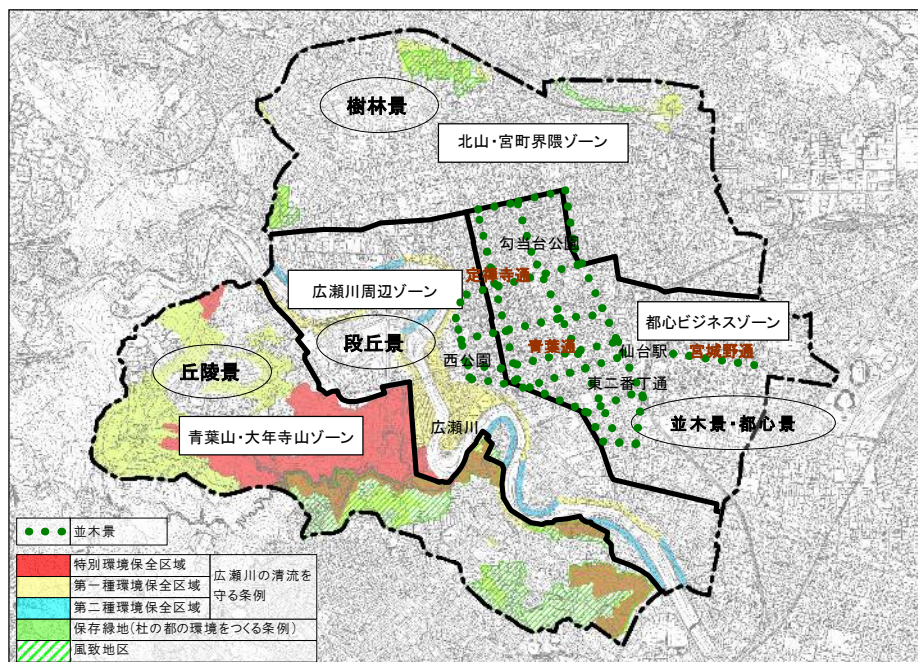 樹林景
北山・宮町界隈ゾーン
勾当台公園
定禅寺通
広瀬川周辺ゾーン
都心ビジネスゾーン
段丘景
青葉通
仙台駅
宮城野通
西公園
丘陵景
東二番丁通
並木景・都心景
青葉山・大年寺山ゾーン
広瀬川
並木景
特別環境保全区域
第一種環境保全区域
第二種環境保全区域
広瀬川の清流を
守る条例
保存緑地(杜の都の環境をつくる条例)
風致地区